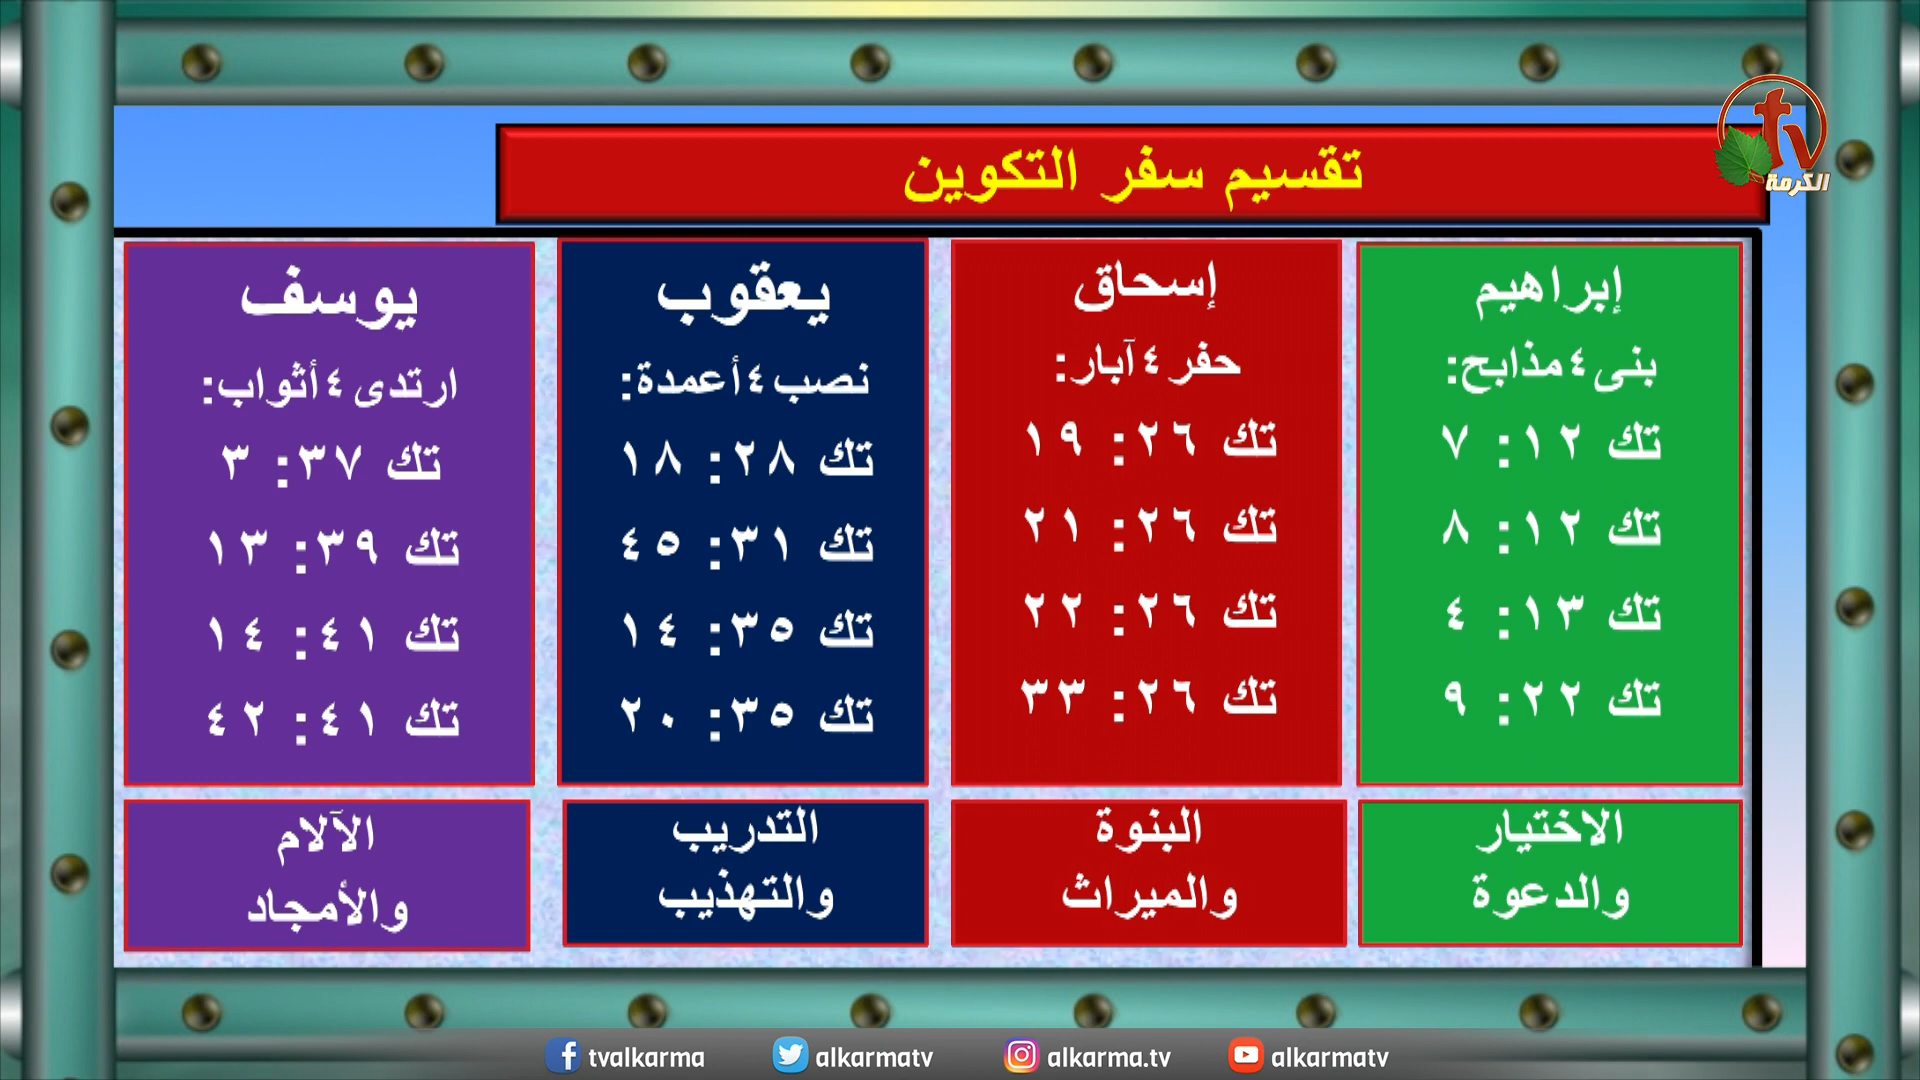 تقسيم سفر التكوين
tv
الكرمة
إبراهيم
بنى ٤ مذابح:
تك ١٢: ٧
تك ١٢: ٨
تك ١٣: ٤
تك ٢٢: ٩
الاختيار
والدعوة
إسحاق
حفر ٤ آبار:
تك ٢٦: ١٩
تك ٢٦: ٢١
تك ٢٦: ٢٢
تك ٢٦: ٣٣
البنوة
والميراث
يعقوب
نصب ٤ أعمدة:
تك ٢٨: ١٨
تك ٣١: ٤٥
تك ٣٥: ١٤
تك ٣٥: ٢٠
التدريب
والتهذيب
يوسف
ارتدى ٤ أثواب:
تك ٣٧: ٣
تك ٣٩: ١٣
تك ٤١: ١٤
تك ٤١: ٤٢
الآلام
والأمجاد
tvalkarma alkarmatv alkarma.tv alkarmatv